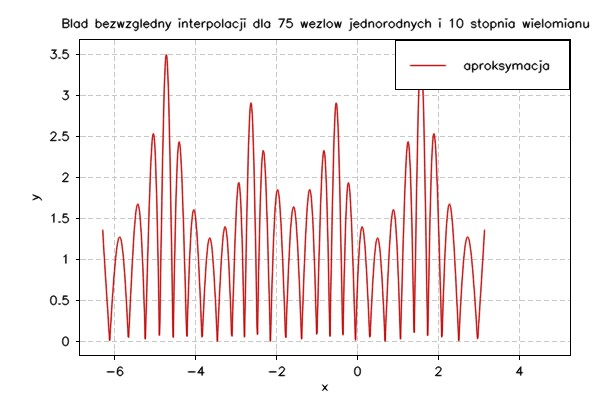 Blad bezwzgledny interpolacji dla 75 wezlow jednorodnych i 10 stopnia wielomianu
aproksymacja
3.5
3
2.5
2
1.5
1
0.5
0
y
−6 −4 −2 0 2 4
x